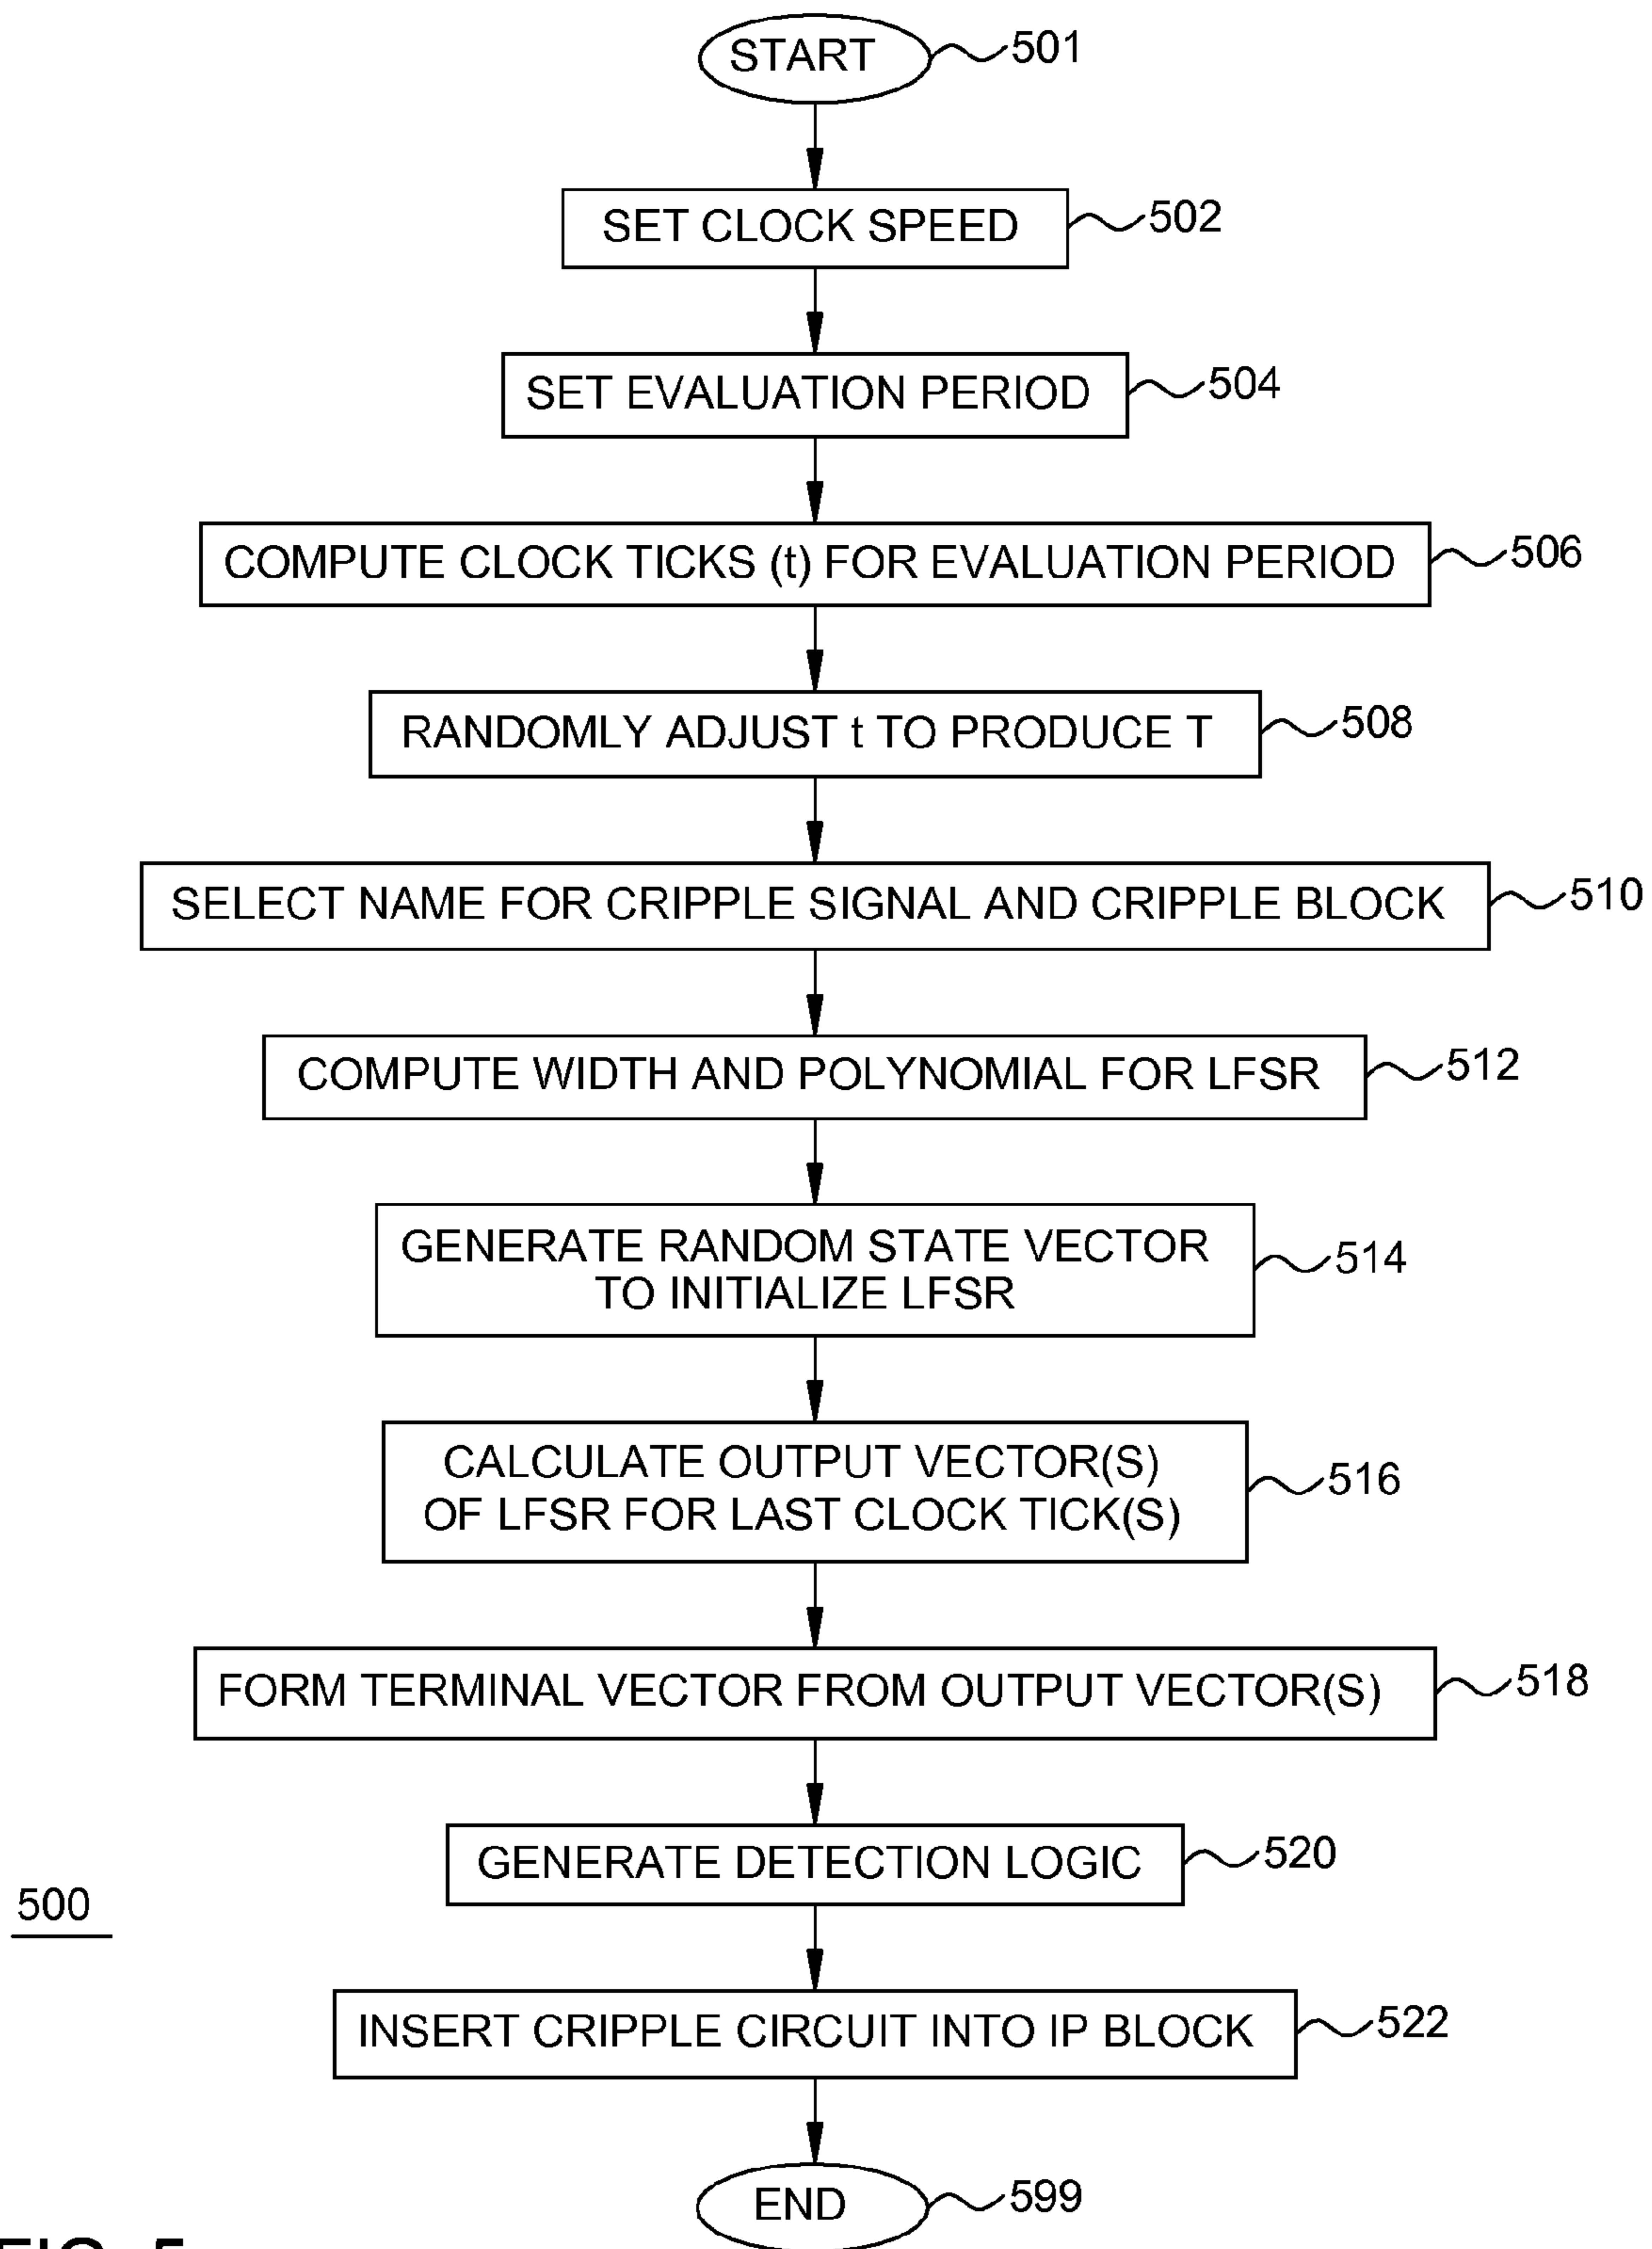 START
501
SET CLOCK SPEED
502
SET EVALUATION PERIOD
504
COMPUTE CLOCK TICKS (t) FOR EVALUATION PERIOD
506
RANDOMLY ADJUST t TO PRODUCE T
508
SELECT NAME FOR CRIPPLE SIGNAL AND CRIPPLE BLOCK
510
COMPUTE WIDTH AND POLYNOMIAL FOR LFSR
512
GENERATE RANDOM STATE VECTOR
TO INITIALIZE LFSR
514
CALCULATE OUTPUT VECTOR(S)
OF LFSR FOR LAST CLOCK TICK(S)
516
FORM TERMINAL VECTOR FROM OUTPUT VECTOR(S)
518
GENERATE DETECTION LOGIC
520
500
INSERT CRIPPLE CIRCUIT INTO IP BLOCK
522
END
599
FIG. 5